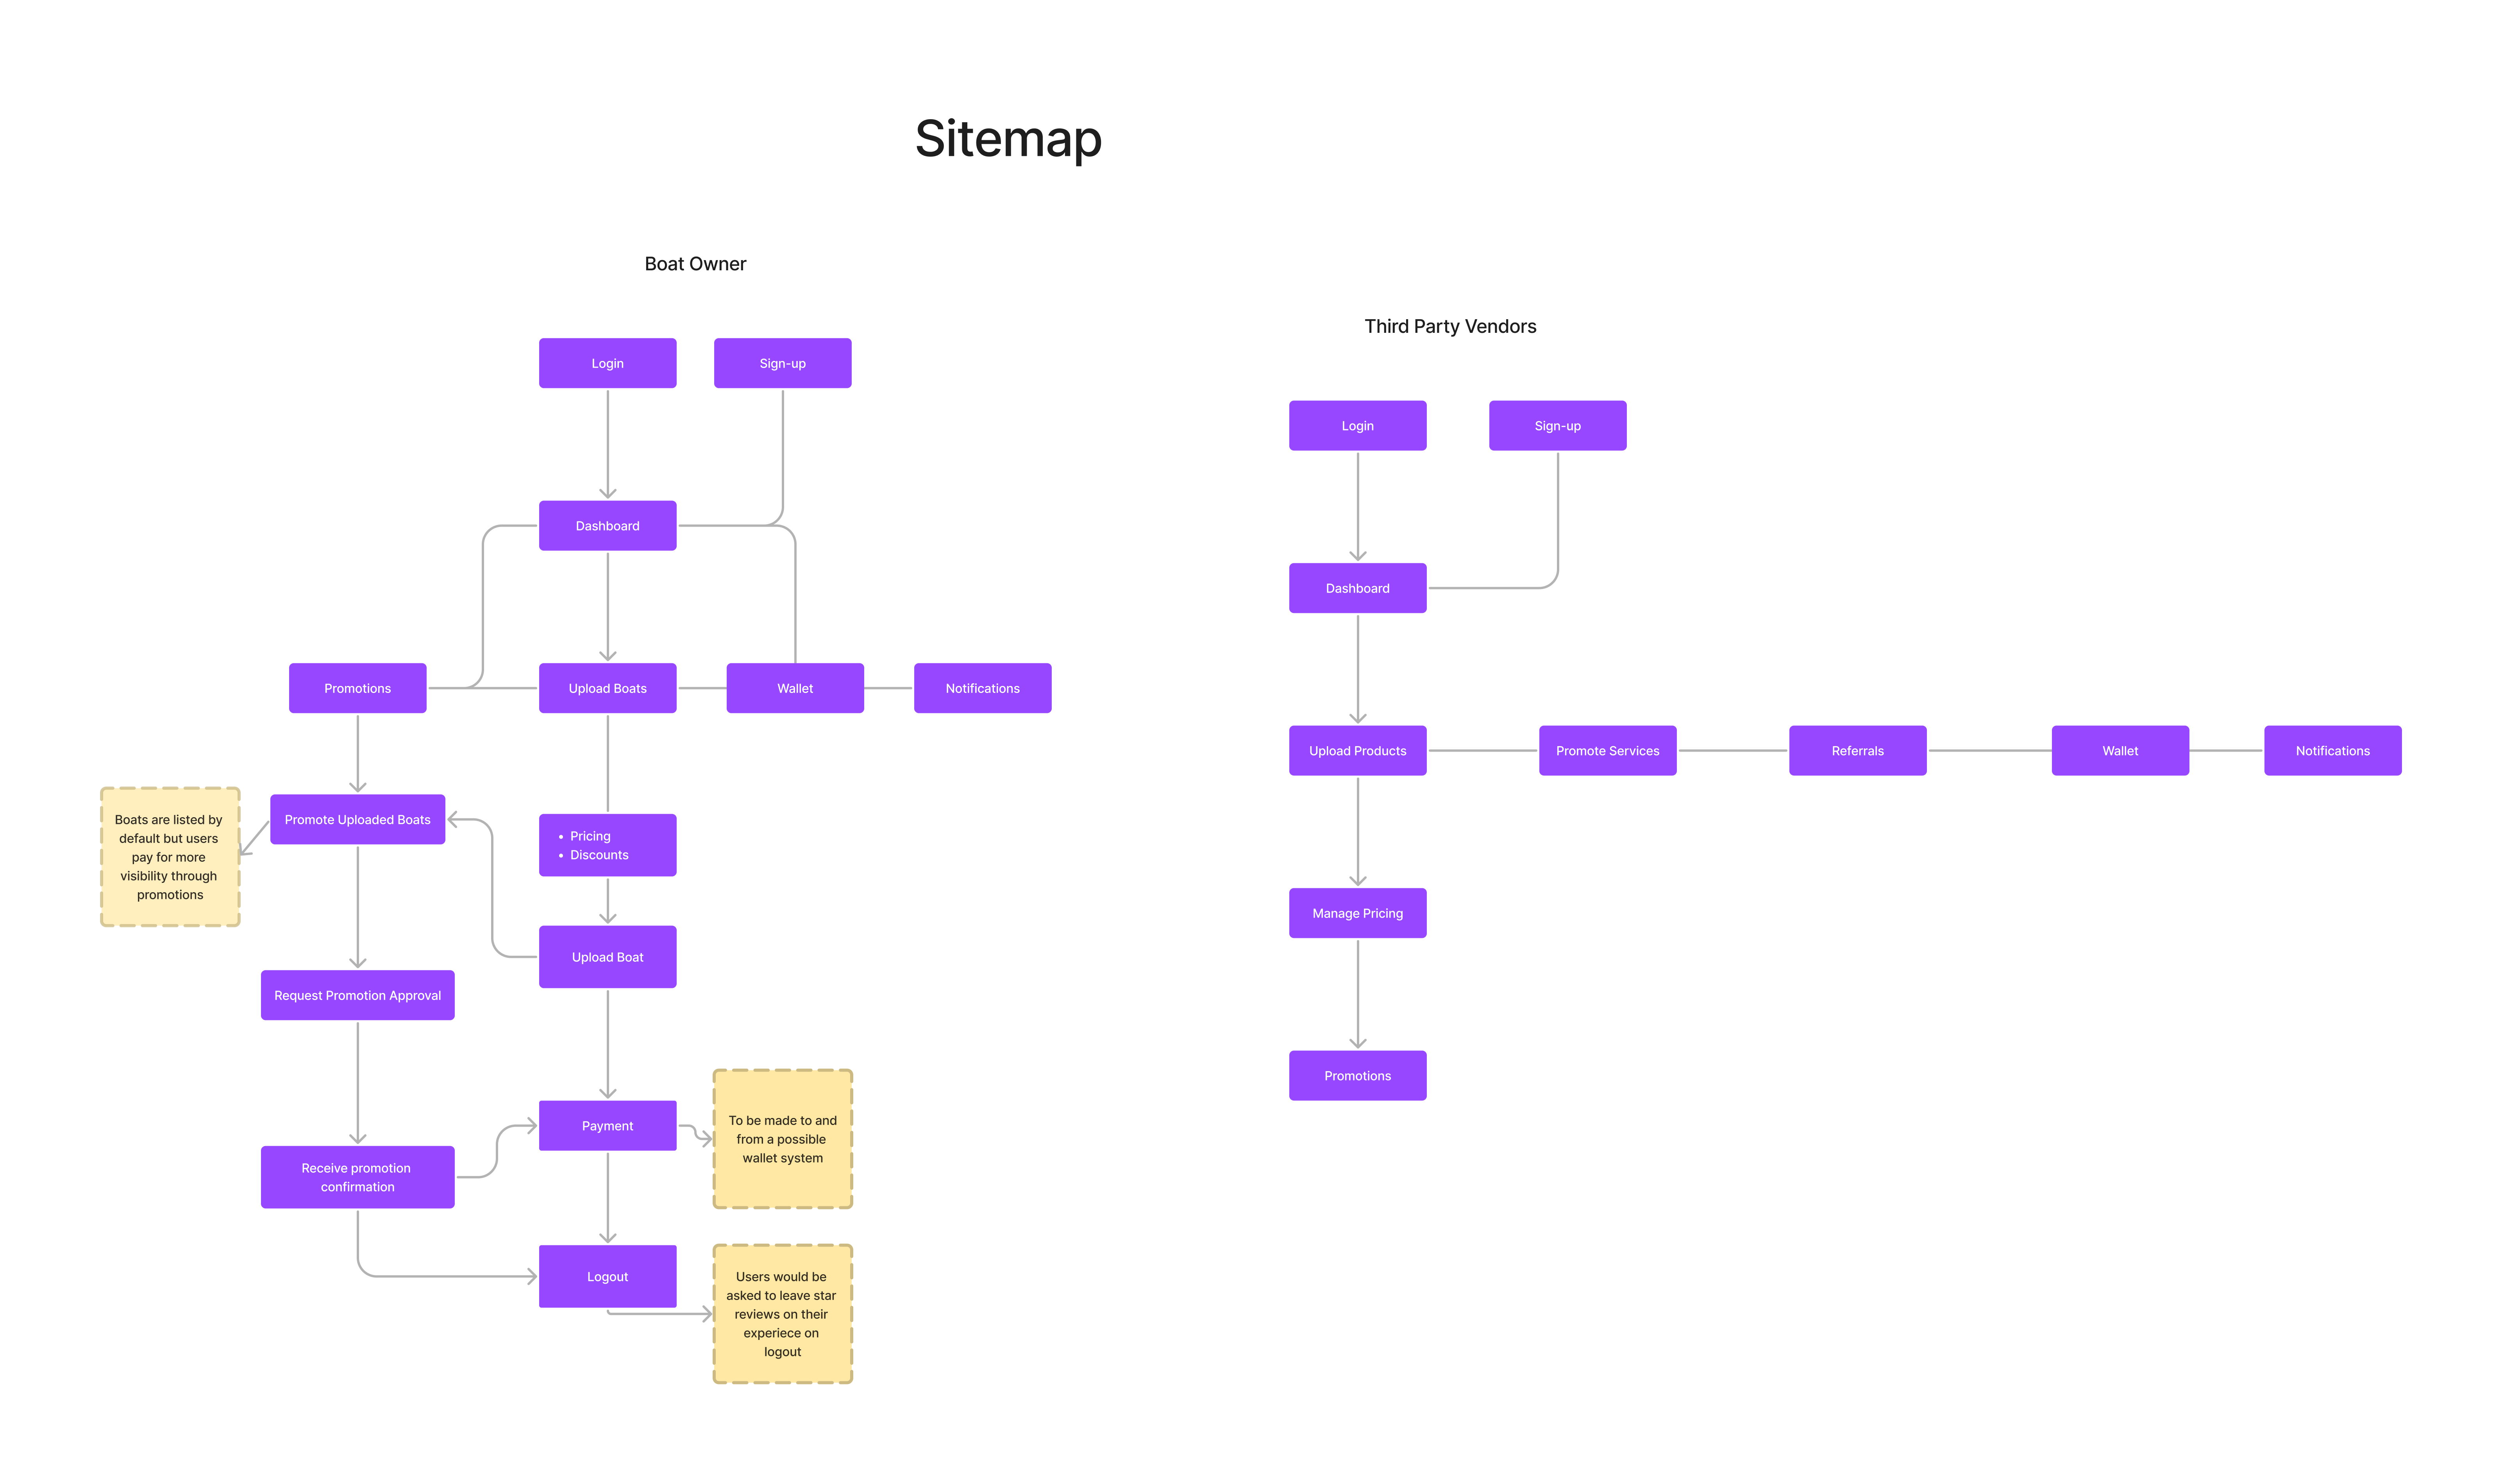 Sitemap
Boat Owner
Login
Sign-up
Dashboard
Promotions
Upload Boats
Wallet
Notifications
Promote Uploaded Boats
Boats are listed by
default but users
pay for more
visibility through
promotions
• Pricing
• Discounts
Upload Boat
Request Promotion Approval
Receive promotion
confirmation
Payment
To be made to and
from a possible
wallet system
Logout
Users would be
asked to leave star
reviews on their
experiece on
logout
Third Party Vendors
Login
Sign-up
Dashboard
Upload Products
Promote Services
Referrals
Wallet
Notifications
Manage Pricing
Promotions